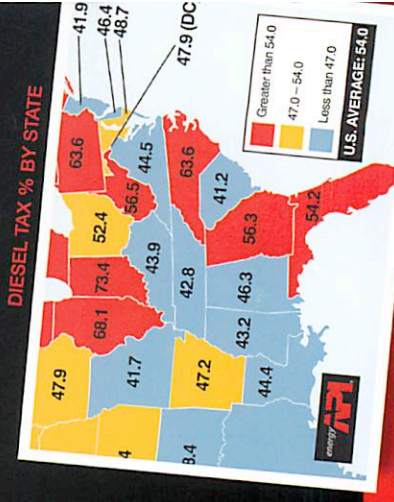 DIESEL TAX % BY STATE
41.9
46.4
48.7
47.9 (DC
63.6
44.5
56.5
52.4
73.4
68.1
47.9
43.9
41.7
4
63.6
41.2
42.8
56.3
46.3
43.2
47.2
8.4
54.2
44.4
Greater than 54.0
47.0 – 54.0
Less than 47.0
U.S. AVERAGE: 54.0
energy
API